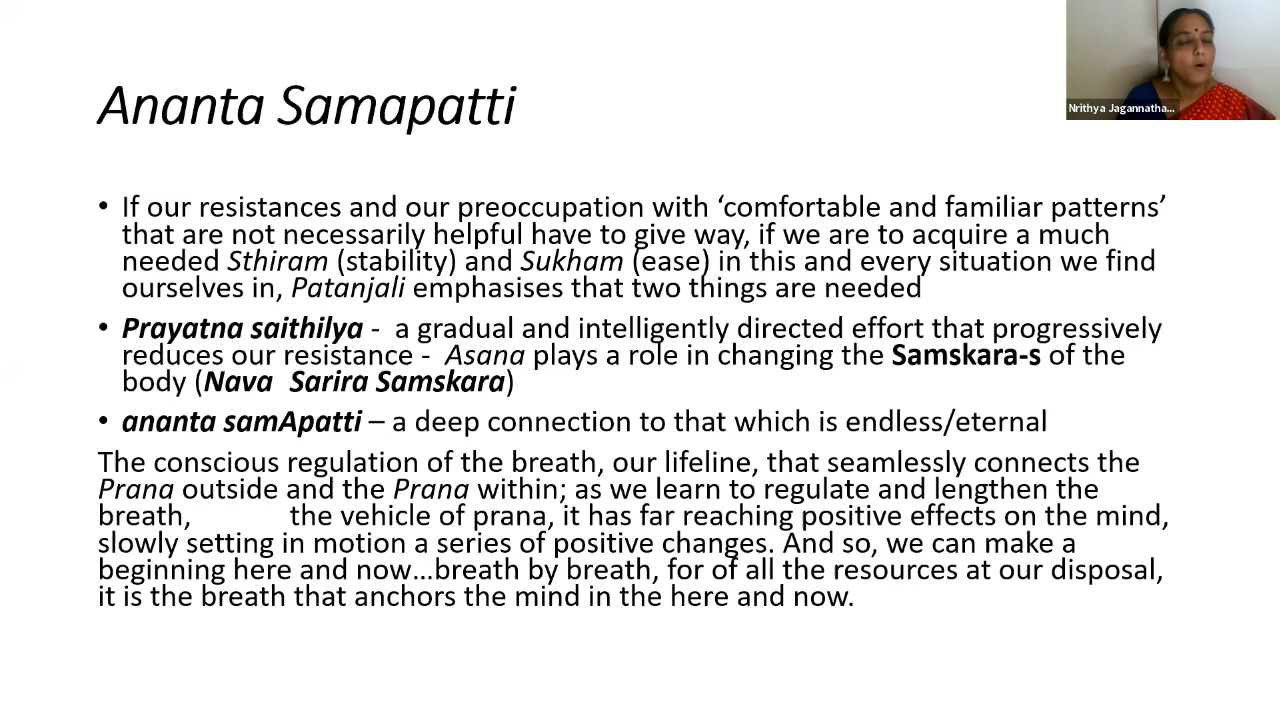 Ananta Samapatti
Nrithya Jagannatha...
• If our resistances and our preoccupation with ‘comfortable and familiar patterns’
that are not necessarily helpful have to give way, if we are to acquire a much
needed Sthiram (stability) and Sukham (ease) in this and every situation we find
ourselves in, Patanjali emphasises that two things are needed
• Prayatna saithilya - a gradual and intelligently directed effort that progressively
reduces our resistance - Asana plays a role in changing the Samskara-s of the
body (Nava Sarira Samskara)
• ananta samApatti – a deep connection to that which is endless/eternal
The conscious regulation of the breath, our lifeline, that seamlessly connects the
Prana outside and the Prana within; as we learn to regulate and lengthen the
breath, the vehicle of prana, it has far reaching positive effects on the mind,
slowly setting in motion a series of positive changes. And so, we can make a
beginning here and now...breath by breath, for of all the resources at our disposal,
it is the breath that anchors the mind in the here and now.